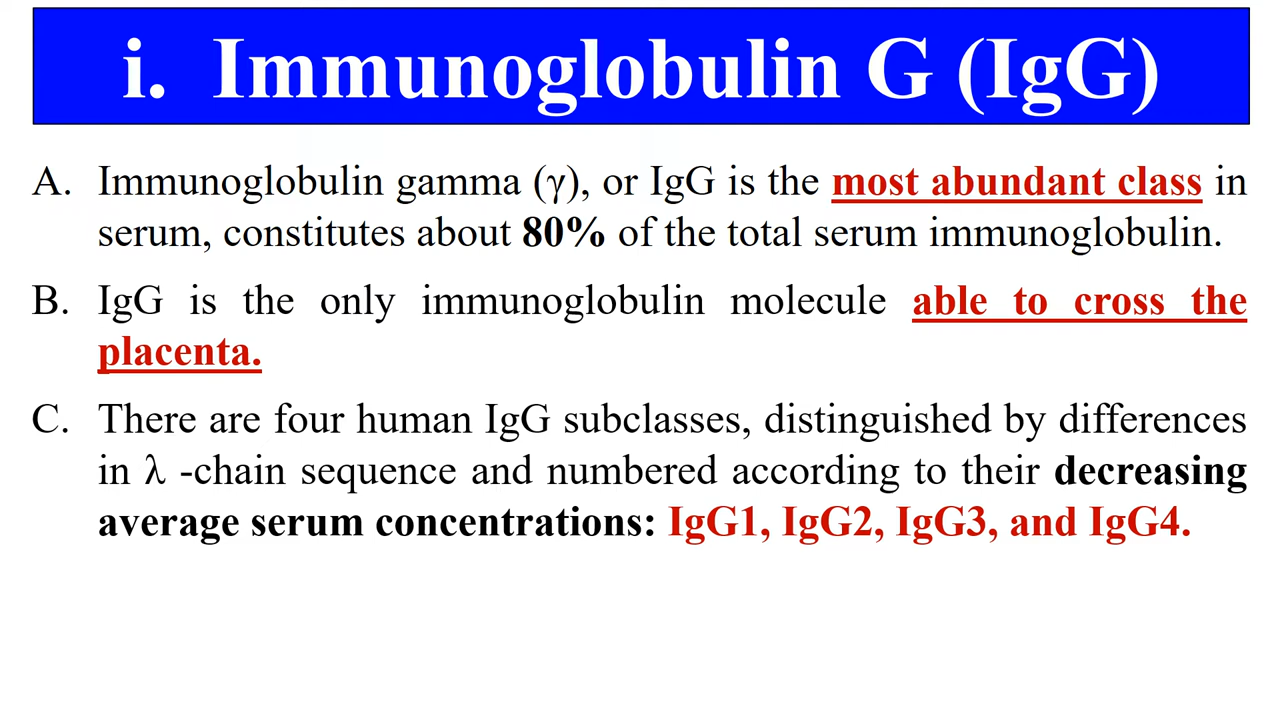 i. Immunoglobulin G (IgG)
A. Immunoglobulin gamma (γ), or IgG is the most abundant class in
serum, constitutes about 80% of the total serum immunoglobulin.
B. IgG is the only immunoglobulin molecule able to cross the
placenta.
C. There are four human IgG subclasses, distinguished by differences
in λ -chain sequence and numbered according to their decreasing
average serum concentrations: IgG1, IgG2, IgG3, and IgG4.